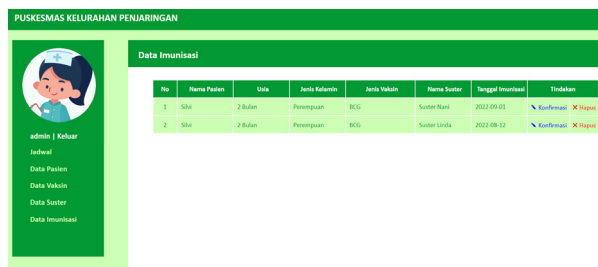 PUSKESMAS KELURAHAN PENJARINGAN
admin | Keluar
Jadwal
Data Pasien
Data Vaksin
Data Suster
Data Imunisasi
Data Imunisasi
No Nama Pasien Usia Jenis Kelamin Jenis Vaksin Nama Suster Tanggal Imunisasi Tindakan
1 Silvi 2 Bulan Perempuan BCG Suster Nani 2022-09-01 Konfirmasi Hapus
2 Silvi 2 Bulan Perempuan BCG Suster Linda 2022-08-12 Konfirmasi Hapus